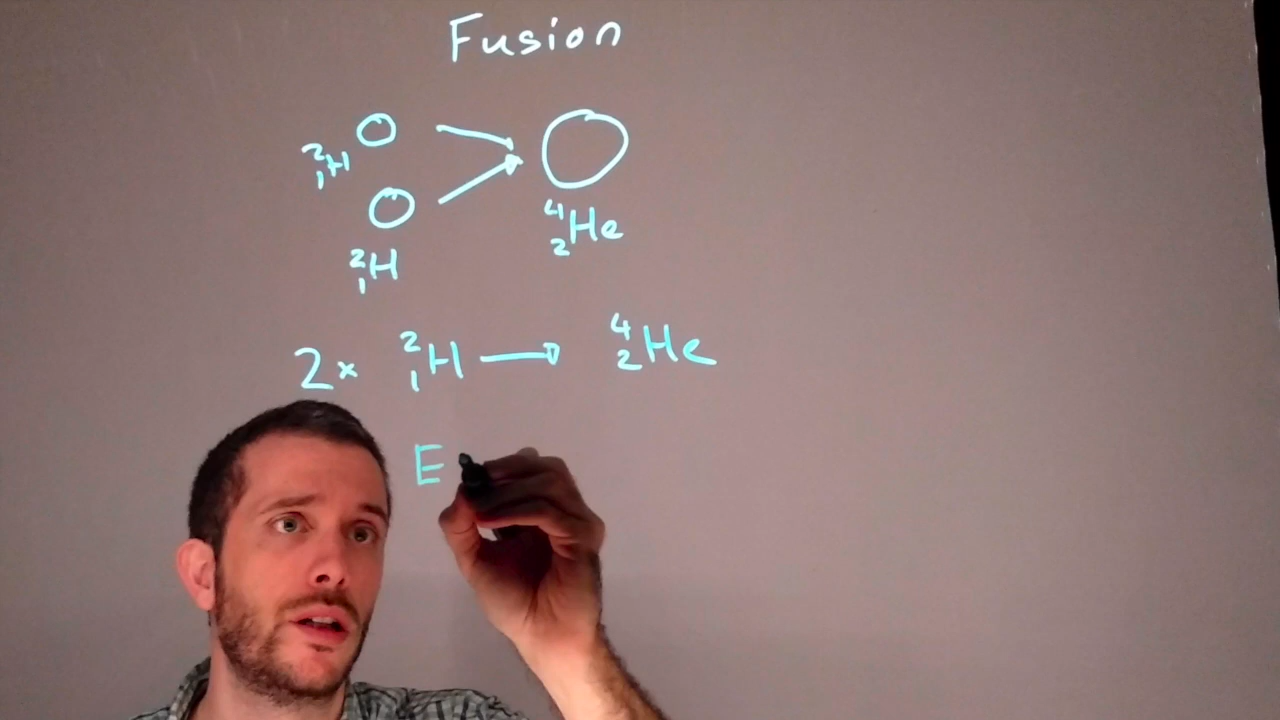 Fusion
²₁H
²₁H
⁴₂He
2 × ²₁H → ⁴₂He
E